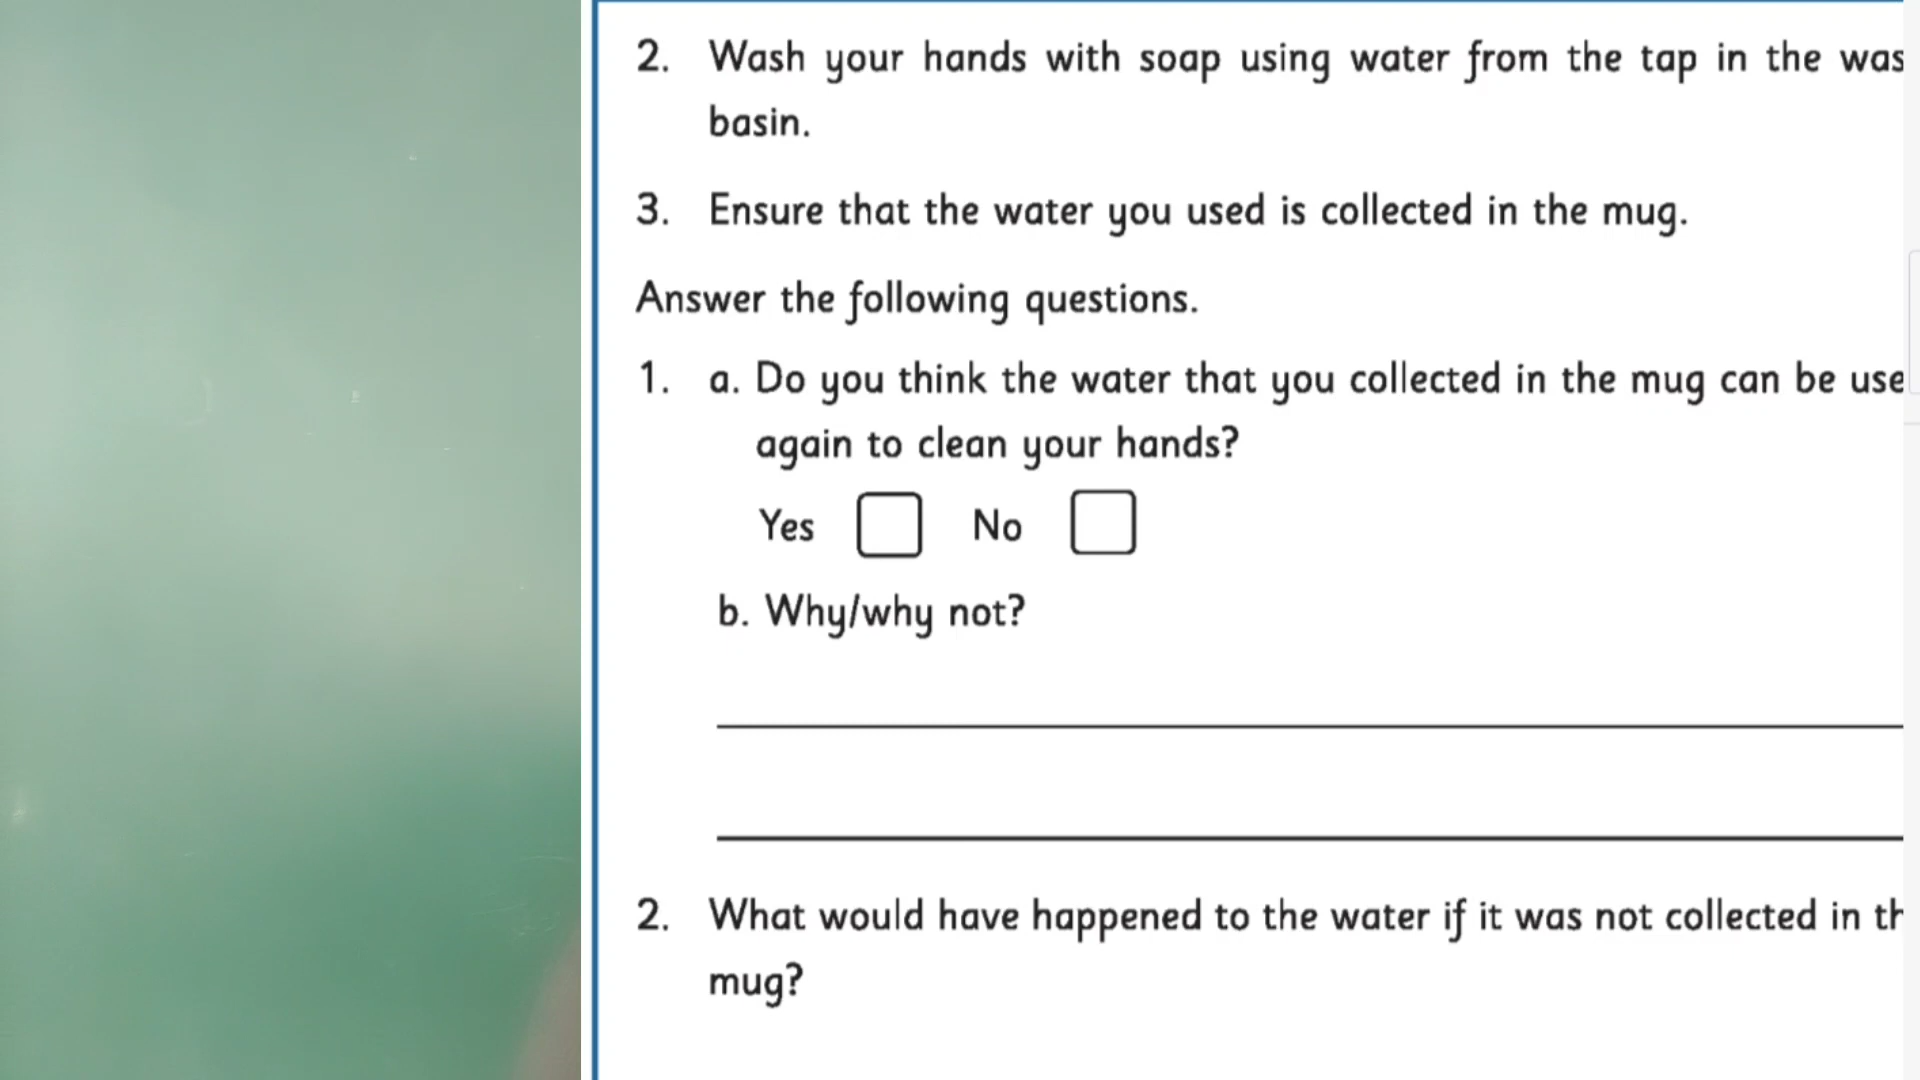 2. Wash your hands with soap using water from the tap in the was
basin.
3. Ensure that the water you used is collected in the mug.
Answer the following questions.
1. a. Do you think the water that you collected in the mug can be use
again to clean your hands?
Yes No
b. Why/why not?
2. What would have happened to the water if it was not collected in th
mug?